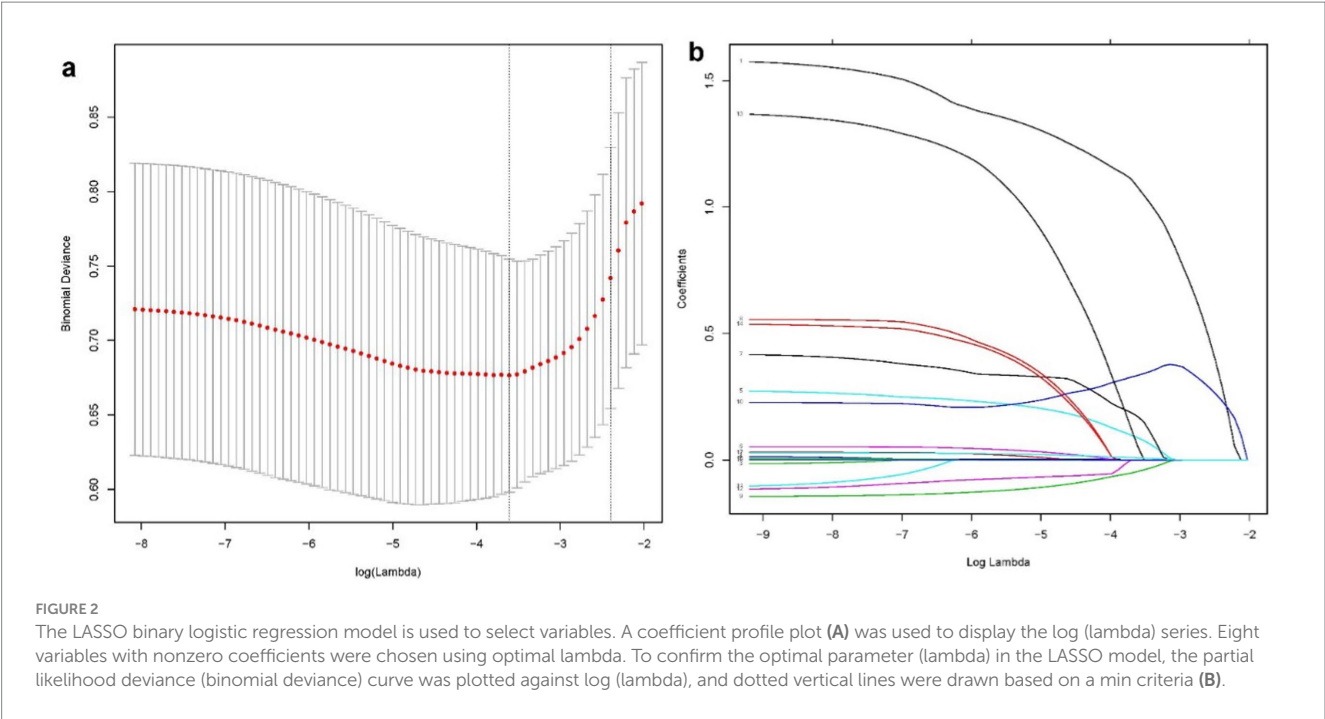 a
0.85
0.80
0.75
0.70
0.65
0.60
Binomial Deviance
-8 -7 -6 -5 -4 -3 -2
log(Lambda)
b
1.5
1.0
0.5
0.0
Coefficients
-9 -8 -7 -6 -5 -4 -3 -2
Log Lambda
FIGURE 2
The LASSO binary logistic regression model is used to select variables. A coefficient profile plot (A) was used to display the log (lambda) series. Eight
variables with nonzero coefficients were chosen using optimal lambda. To confirm the optimal parameter (lambda) in the LASSO model, the partial
likelihood deviance (binomial deviance) curve was plotted against log (lambda), and dotted vertical lines were drawn based on a min criteria (B).